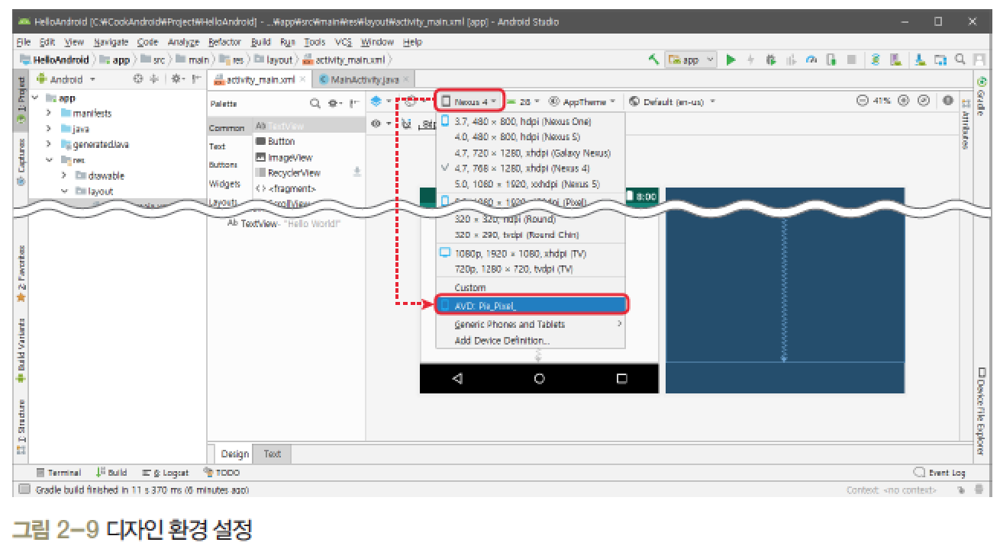 HelloAndroid [C:₩CookAndroid₩Project₩HelloAndroid] - ...₩app₩src₩main₩res₩layout₩activity_main.xml [app] - Android Studio
File Edit View Navigate Code Analyze Refactor Build Run Tools VCS Window Help
HelloAndroid app src main res layout activity_main.xml app
1: Project Android activity_main.xml MainActivity.java Gradle
app Palette Nexus 4 28 AppTheme Default (en-us) 41%
manifests Common Ab TextView 3.7, 480 × 800, hdpi (Nexus One) Attributes
java Text Button 4.0, 480 × 800, hdpi (Nexus S)
Captures generatedJava Buttons ImageView 4.7, 720 × 1280, xhdpi (Galaxy Nexus)
res Widgets RecyclerView 4.7, 768 × 1280, xhdpi (Nexus 4)
drawable <> <fragment> 5.0, 1080 × 1920, xxhdpi (Nexus 5)
layout Layouts ScrollView (Pixel) 8:00
Ab TextView- "Hello World!" 320 × 320, hdpi (Round)
320 × 290, tvdpi (Round Chin)
2: Favorites 1080p, 1920 × 1080, xhdpi (TV)
720p, 1280 × 720, tvdpi (TV)
Custom
AVD: Pie_Pixel_
Build Variants Generic Phones and Tablets
Add Device Definition...
Z: Structure Device File Explorer
Design Text
Terminal Build 6: Logcat TODO Event Log
Gradle build finished in 11 s 370 ms (6 minutes ago) Context: <no context>
그림 2-9 디자인 환경 설정